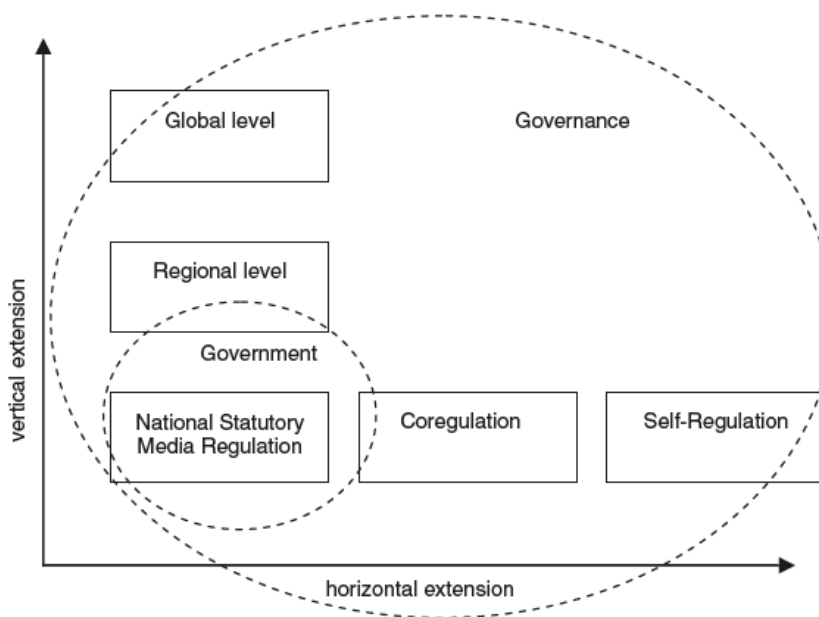 Global level
Governance
Regional level
Government
National Statutory
Media Regulation
Coregulation
Self-Regulation
vertical extension
horizontal extension